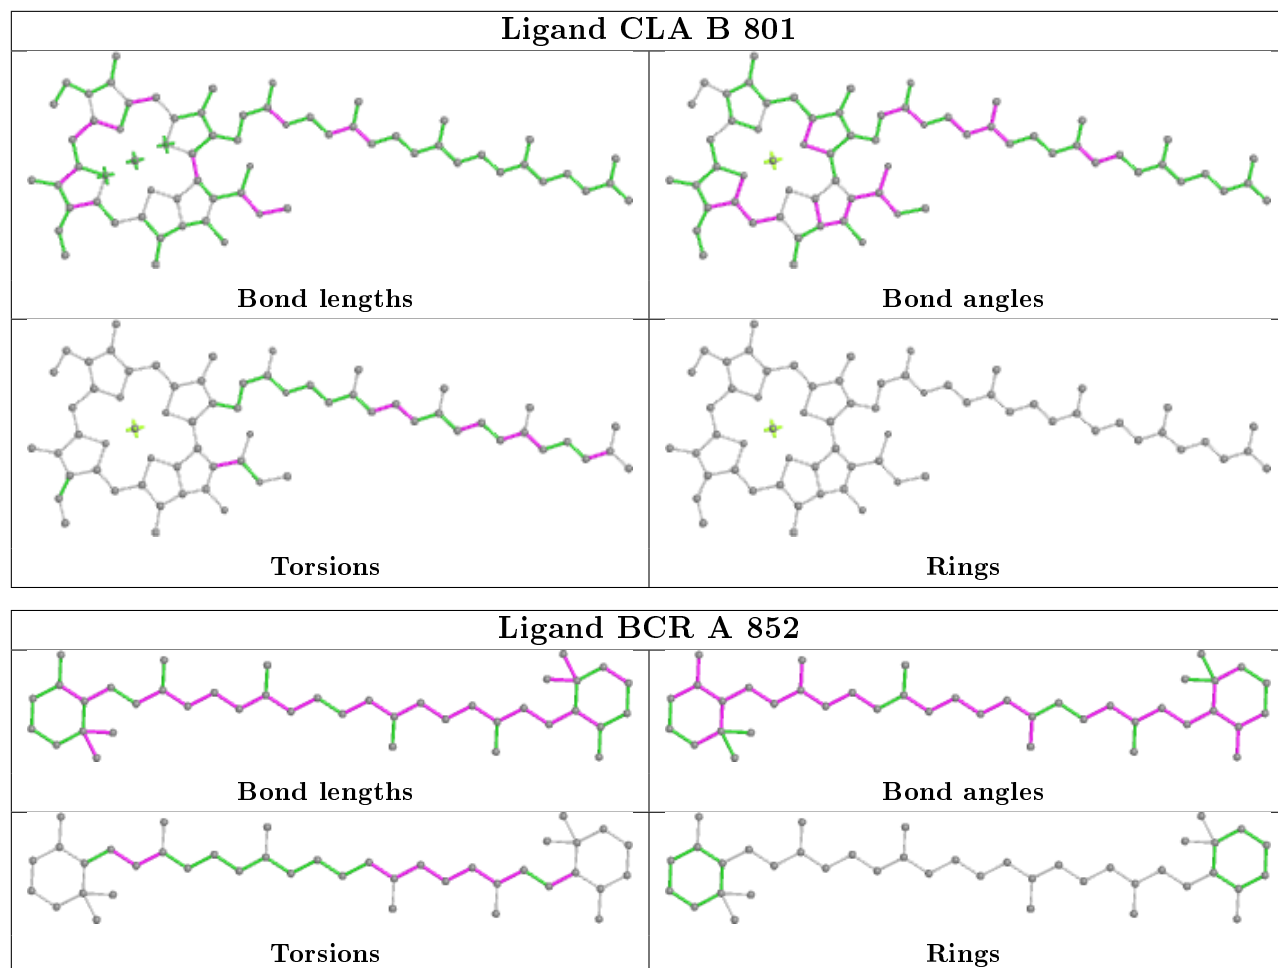 Ligand CLA B 801
Bond lengths
Bond angles
Torsions
Rings
Ligand BCR A 852
Bond lengths
Bond angles
Torsions
Rings